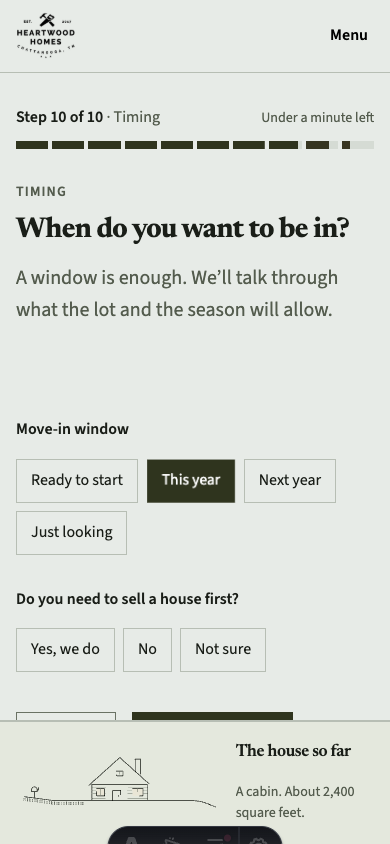 EST. 2017
HEARTWOOD
HOMES
CHATTANOOGA, TN
Menu
Step 10 of 10 · Timing
Under a minute left
TIMING
When do you want to be in?
A window is enough. We’ll talk through
what the lot and the season will allow.
Move-in window
Ready to start
This year
Next year
Just looking
Do you need to sell a house first?
Yes, we do
No
Not sure
The house so far
A cabin. About 2,400
square feet.